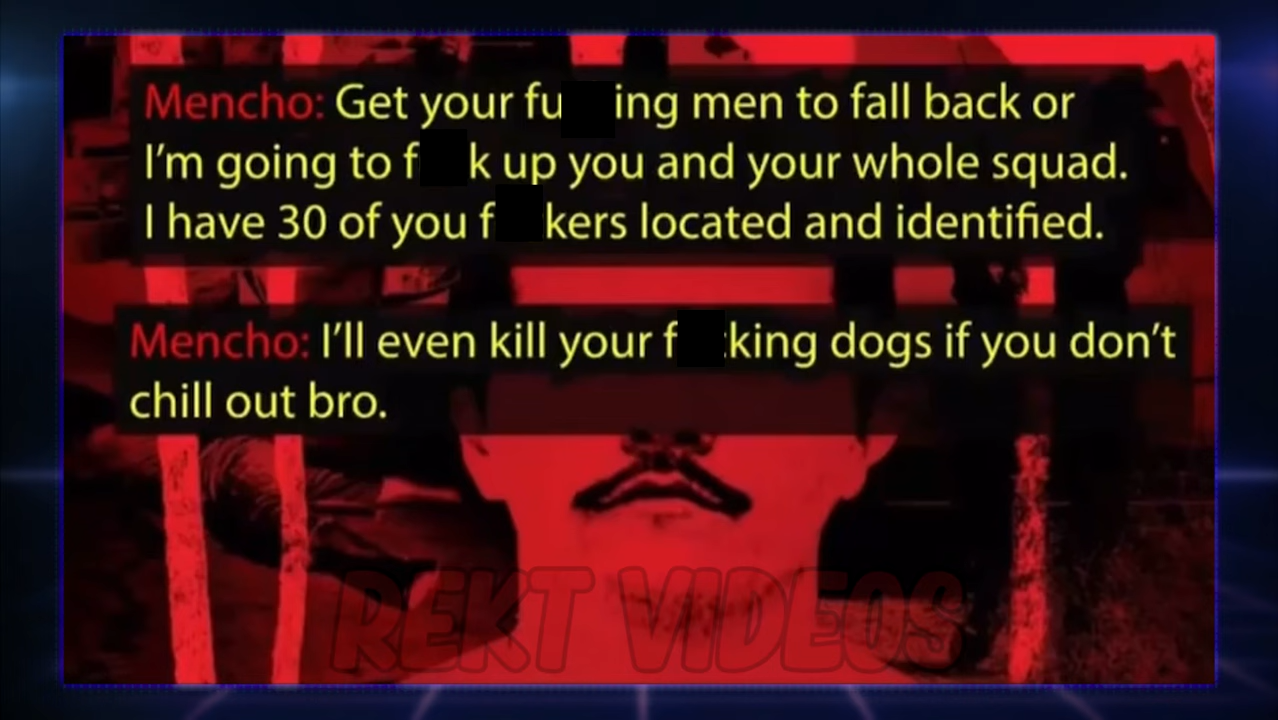 Mencho: Get your fu ing men to fall back or
I'm going to f k up you and your whole squad.
I have 30 of you f kers located and identified.
Mencho: I'll even kill your f king dogs if you don't
chill out bro.
REKT VIDEOS